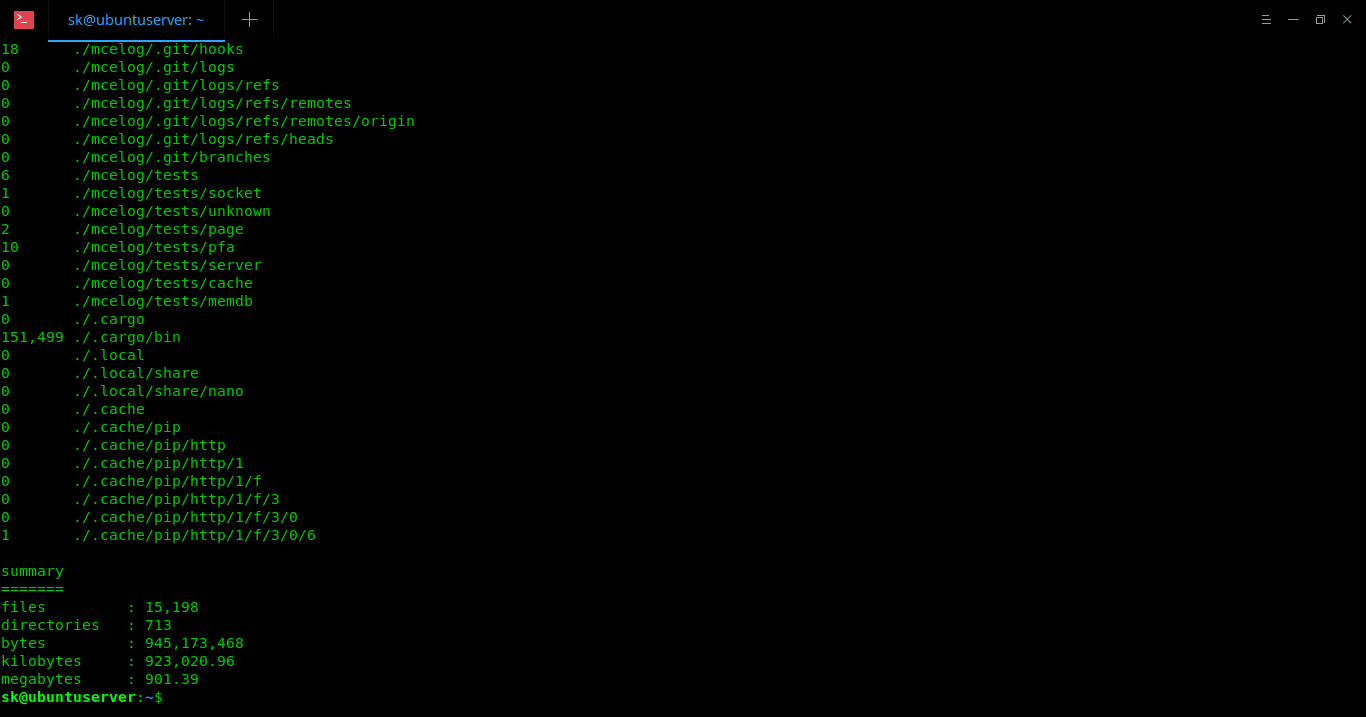 sk@ubuntuserver: ~
18      ./mcelog/.git/hooks
0       ./mcelog/.git/logs
0       ./mcelog/.git/logs/refs
0       ./mcelog/.git/logs/refs/remotes
0       ./mcelog/.git/logs/refs/remotes/origin
0       ./mcelog/.git/logs/refs/heads
0       ./mcelog/.git/branches
6       ./mcelog/tests
1       ./mcelog/tests/socket
0       ./mcelog/tests/unknown
2       ./mcelog/tests/page
10      ./mcelog/tests/pfa
0       ./mcelog/tests/server
0       ./mcelog/tests/cache
1       ./mcelog/tests/memdb
0       ./.cargo
151,499 ./.cargo/bin
0       ./.local
0       ./.local/share
0       ./.local/share/nano
0       ./.cache
0       ./.cache/pip
0       ./.cache/pip/http
0       ./.cache/pip/http/1
0       ./.cache/pip/http/1/f
0       ./.cache/pip/http/1/f/3
0       ./.cache/pip/http/1/f/3/0
1       ./.cache/pip/http/1/f/3/0/6
summary
=======
files         : 15,198
directories   : 713
bytes         : 945,173,468
kilobytes     : 923,020.96
megabytes     : 901.39
sk@ubuntuserver:~$